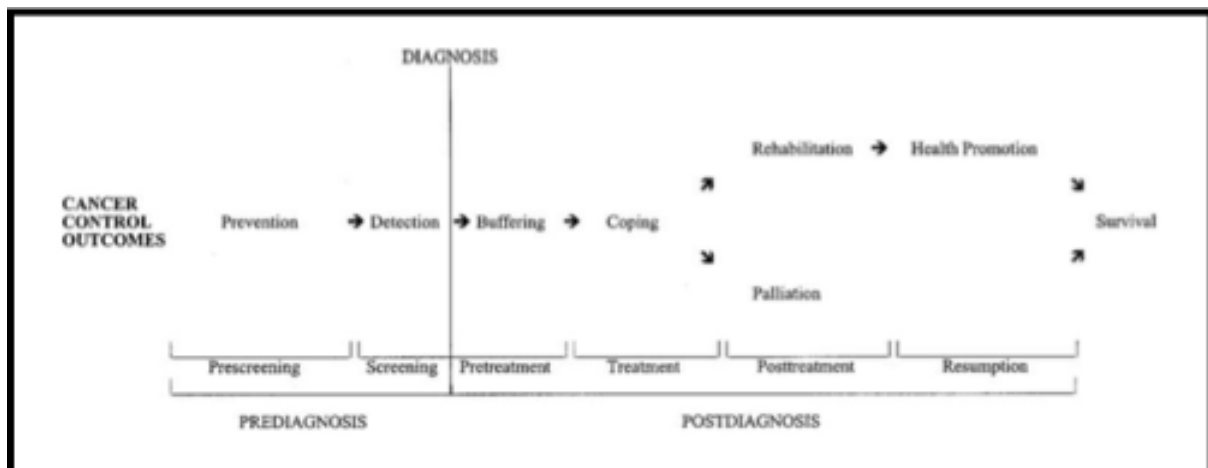 DIAGNOSIS
Rehabilitation → Health Promotion
CANCER
CONTROL
OUTCOMES
Prevention → Detection → Buffering → Coping
Survival
Palliation
Prescreening Screening Pretreatment Treatment Posttreatment Resumption
PREDIAGNOSIS POSTDIAGNOSIS